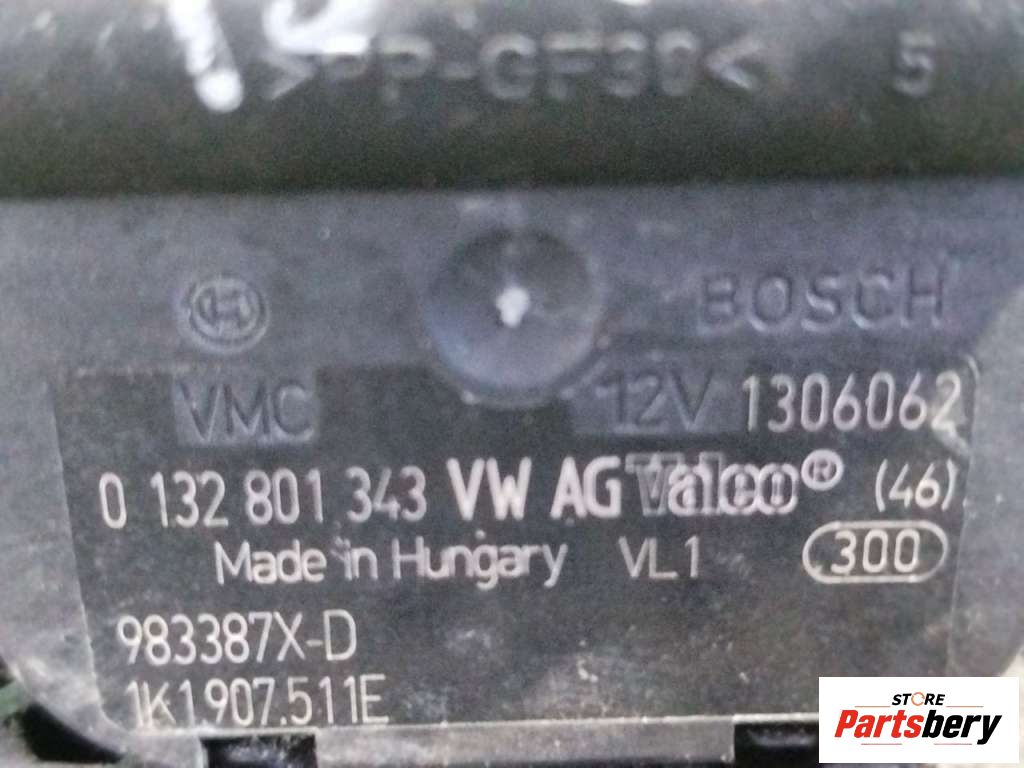 >PP-GF30< 5
BOSCH
VMC 12V 1306062
0 132 801 343 VW AG Valeo® (46)
Made in Hungary VL1 300
983387X-D
1K1.907.511E
STORE
Partsbery